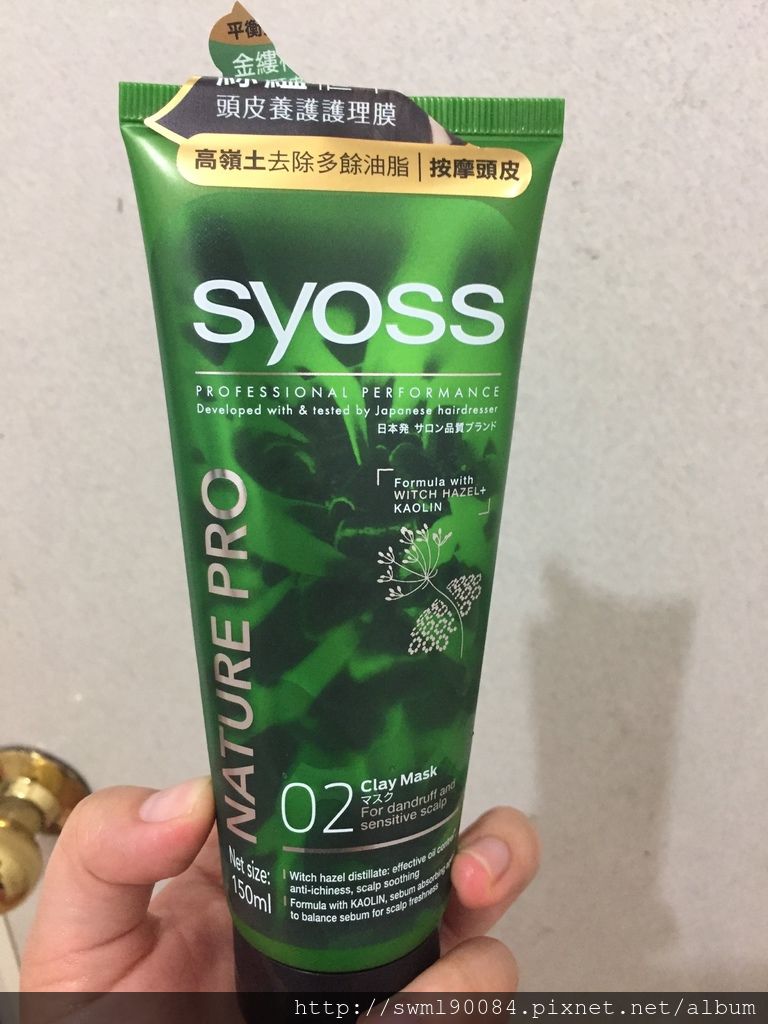 平衡
金縷
頭皮養護護理膜
高嶺土去除多餘油脂|按摩頭皮
syoss
PROFESSIONAL PERFORMANCE
Developed with & tested by Japanese hairdresser
日本発 サロン品質ブランド
Formula with
WITCH HAZEL+
KAOLIN
NATURE PRO
02
Clay Mask
マスク
For dandruff and
sensitive scalp
Net size:
150ml
Witch hazel distillate: effective oil control
anti-ichiness, scalp soothing
Formula with KAOLIN, sebum absorbing
to balance sebum for scalp freshness
http://swml90084.pixnet.net/album